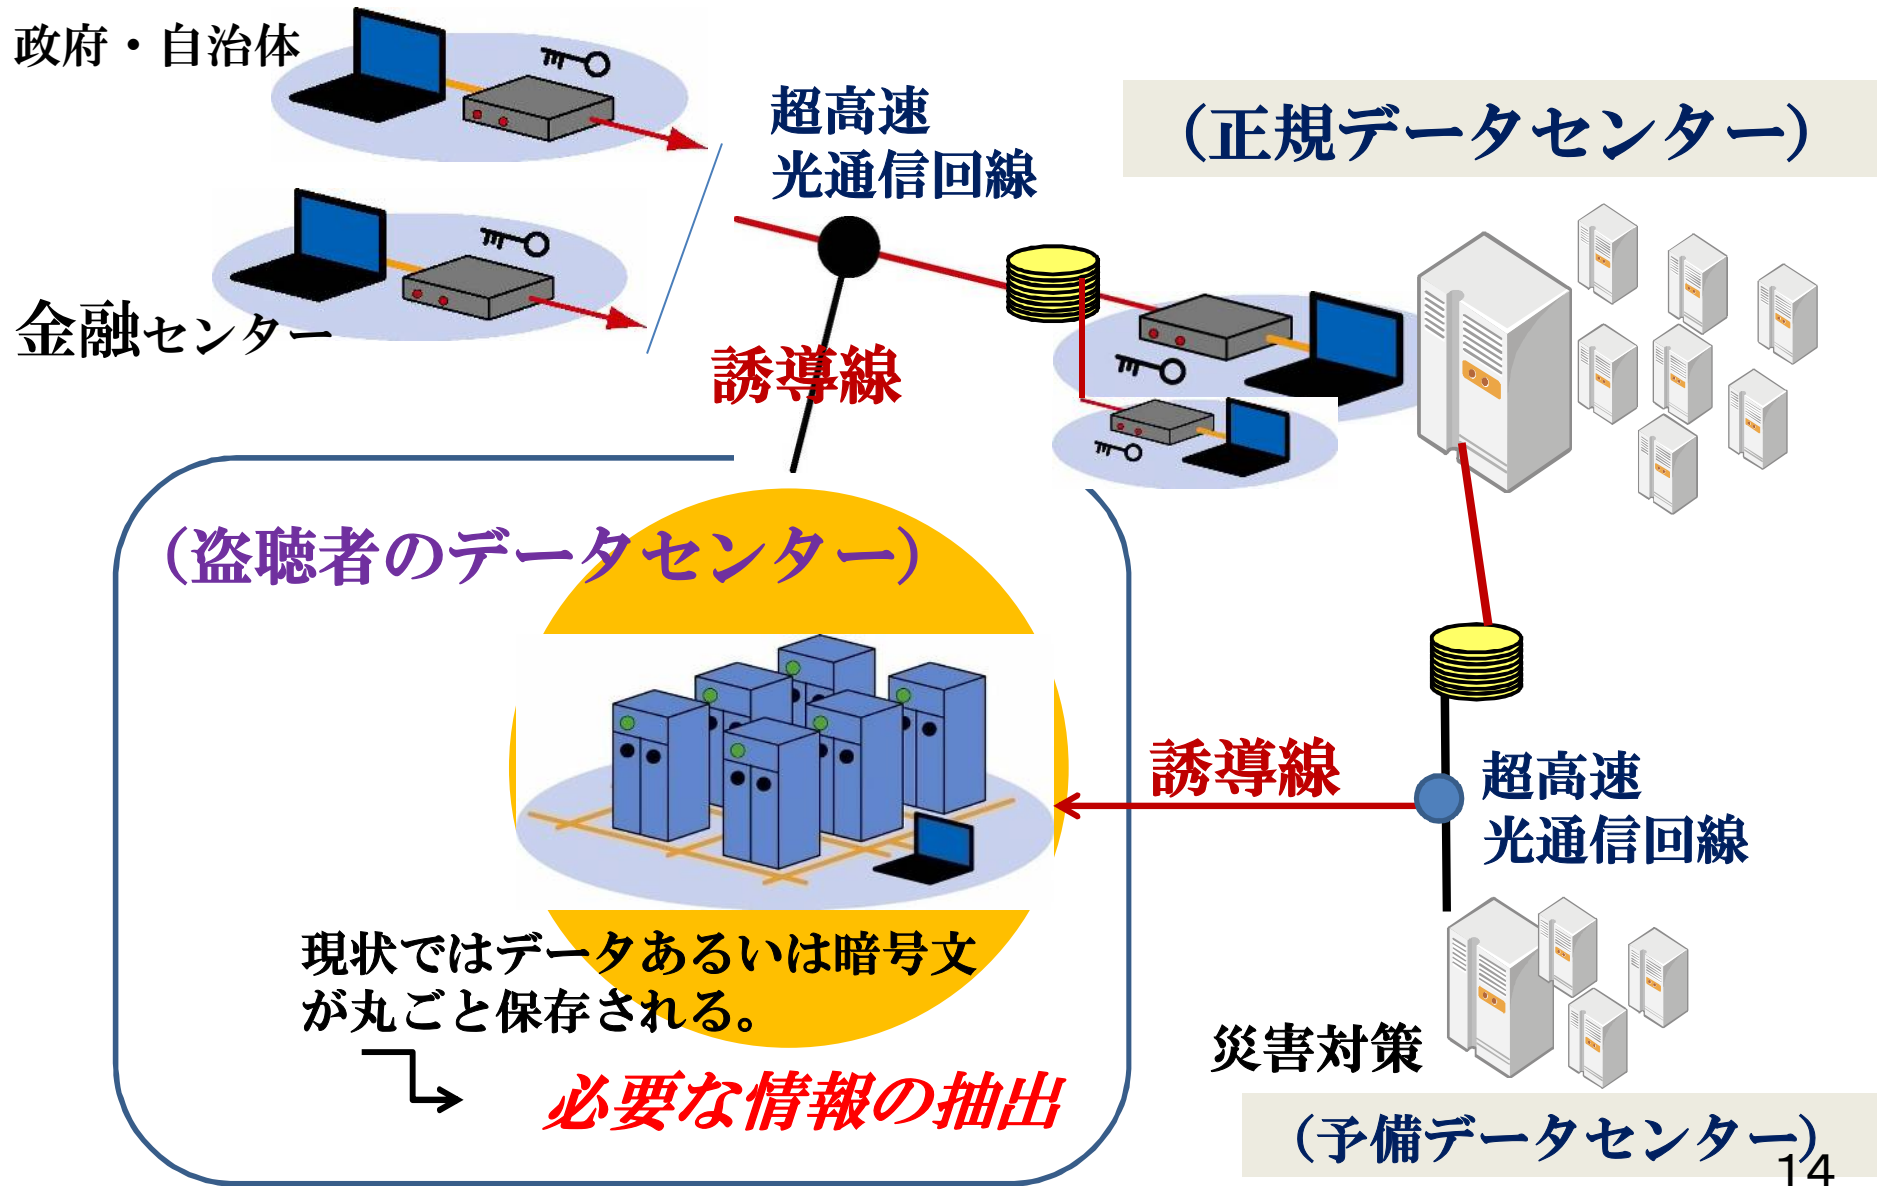 政府・自治体
超高速
光通信回線
（正規データセンター）
金融センター
誘導線
（盗聴者のデータセンター）
誘導線
超高速
光通信回線
現状ではデータあるいは暗号文
が丸ごと保存される。
必要な情報の抽出
災害対策
（予備データセンター）
14